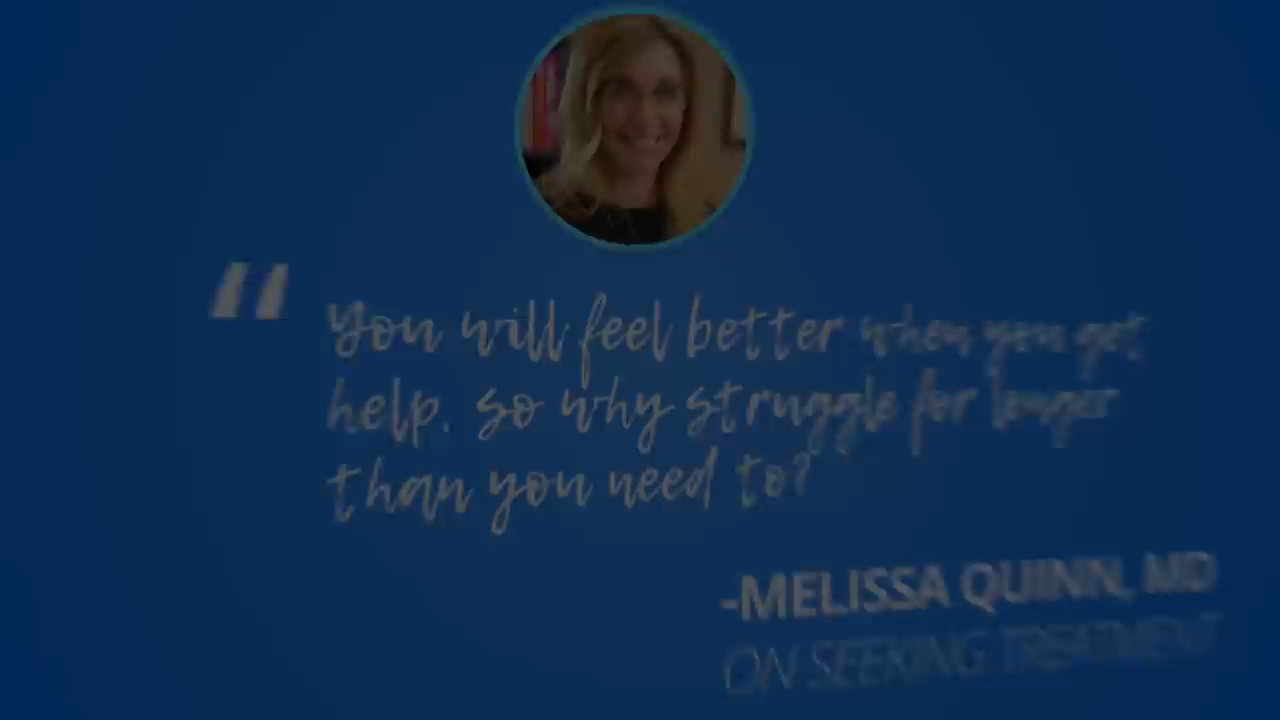 “
You will feel better when you get
help, so why struggle for longer
than you need to?
-MELISSA QUINN, MD
ON SEEKING TREATMENT